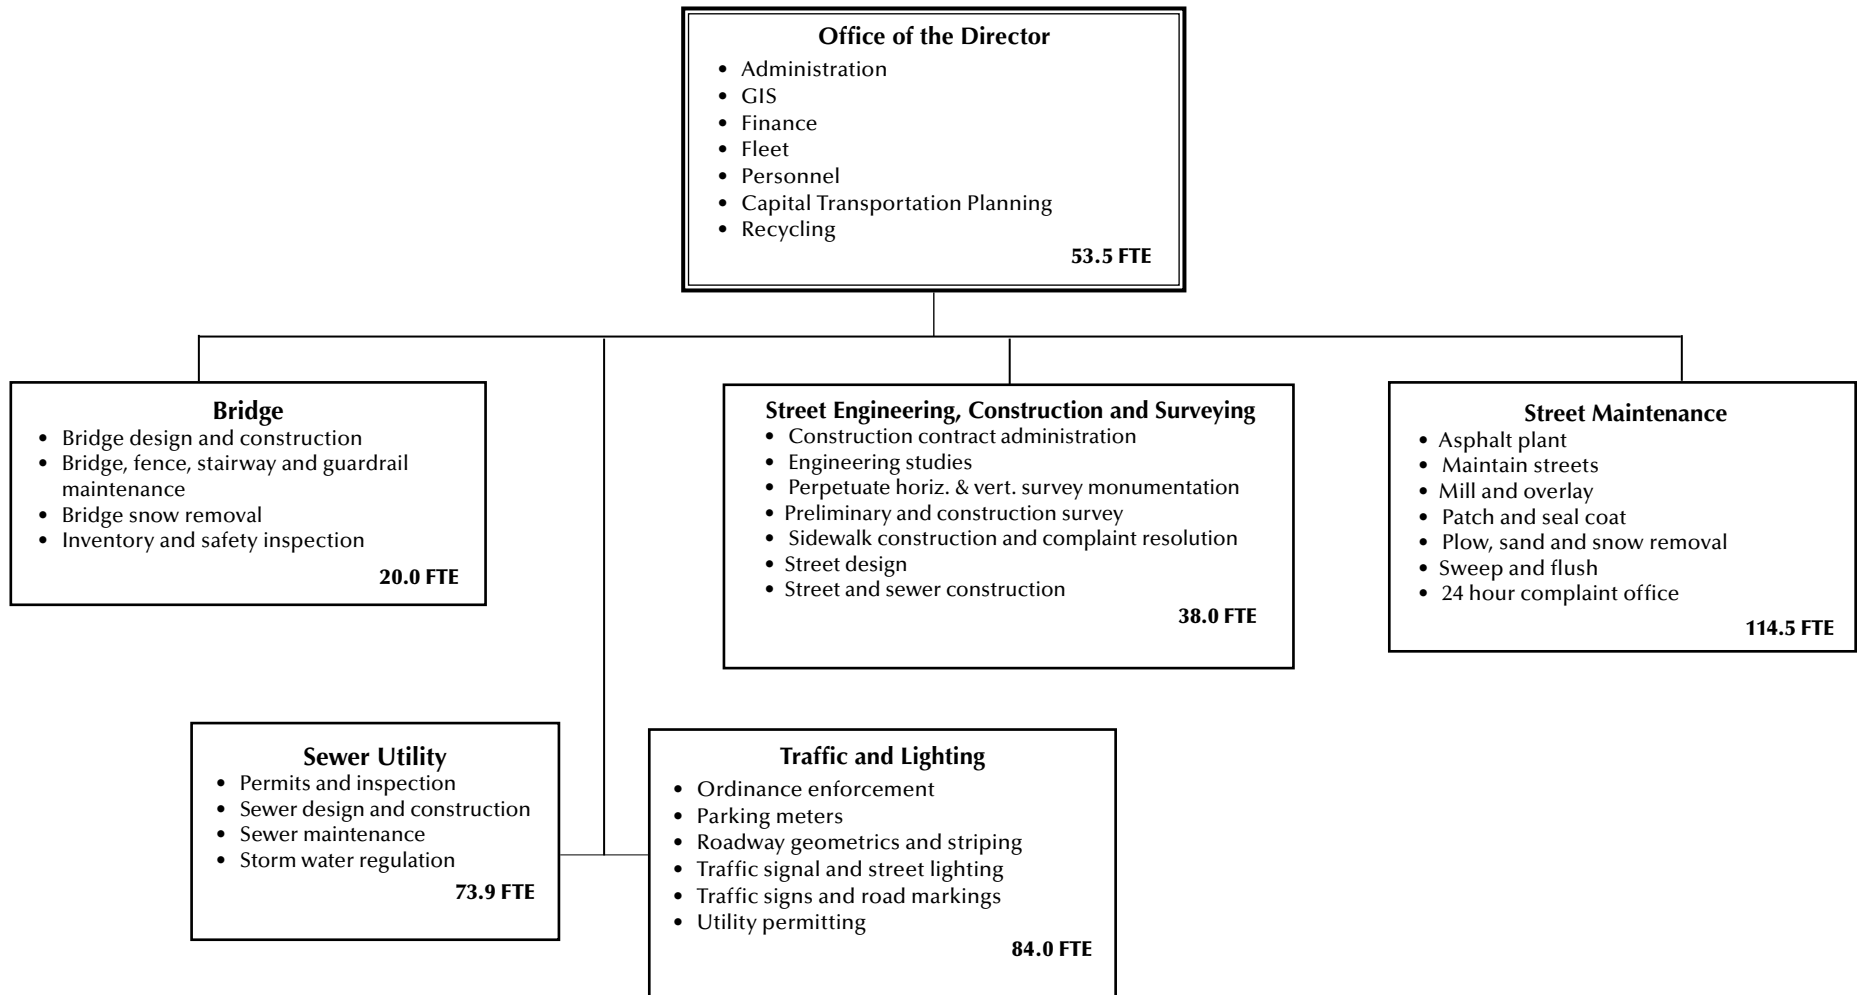 Office of the Director
• Administration
• GIS
• Finance
• Fleet
• Personnel
• Capital Transportation Planning
• Recycling
53.5 FTE
Bridge
• Bridge design and construction
• Bridge, fence, stairway and guardrail
maintenance
• Bridge snow removal
• Inventory and safety inspection
20.0 FTE
Street Engineering, Construction and Surveying
• Construction contract administration
• Engineering studies
• Perpetuate horiz. & vert. survey monumentation
• Preliminary and construction survey
• Sidewalk construction and complaint resolution
• Street design
• Street and sewer construction
38.0 FTE
Street Maintenance
• Asphalt plant
• Maintain streets
• Mill and overlay
• Patch and seal coat
• Plow, sand and snow removal
• Sweep and flush
• 24 hour complaint office
114.5 FTE
Sewer Utility
• Permits and inspection
• Sewer design and construction
• Sewer maintenance
• Storm water regulation
73.9 FTE
Traffic and Lighting
• Ordinance enforcement
• Parking meters
• Roadway geometrics and striping
• Traffic signal and street lighting
• Traffic signs and road markings
• Utility permitting
84.0 FTE